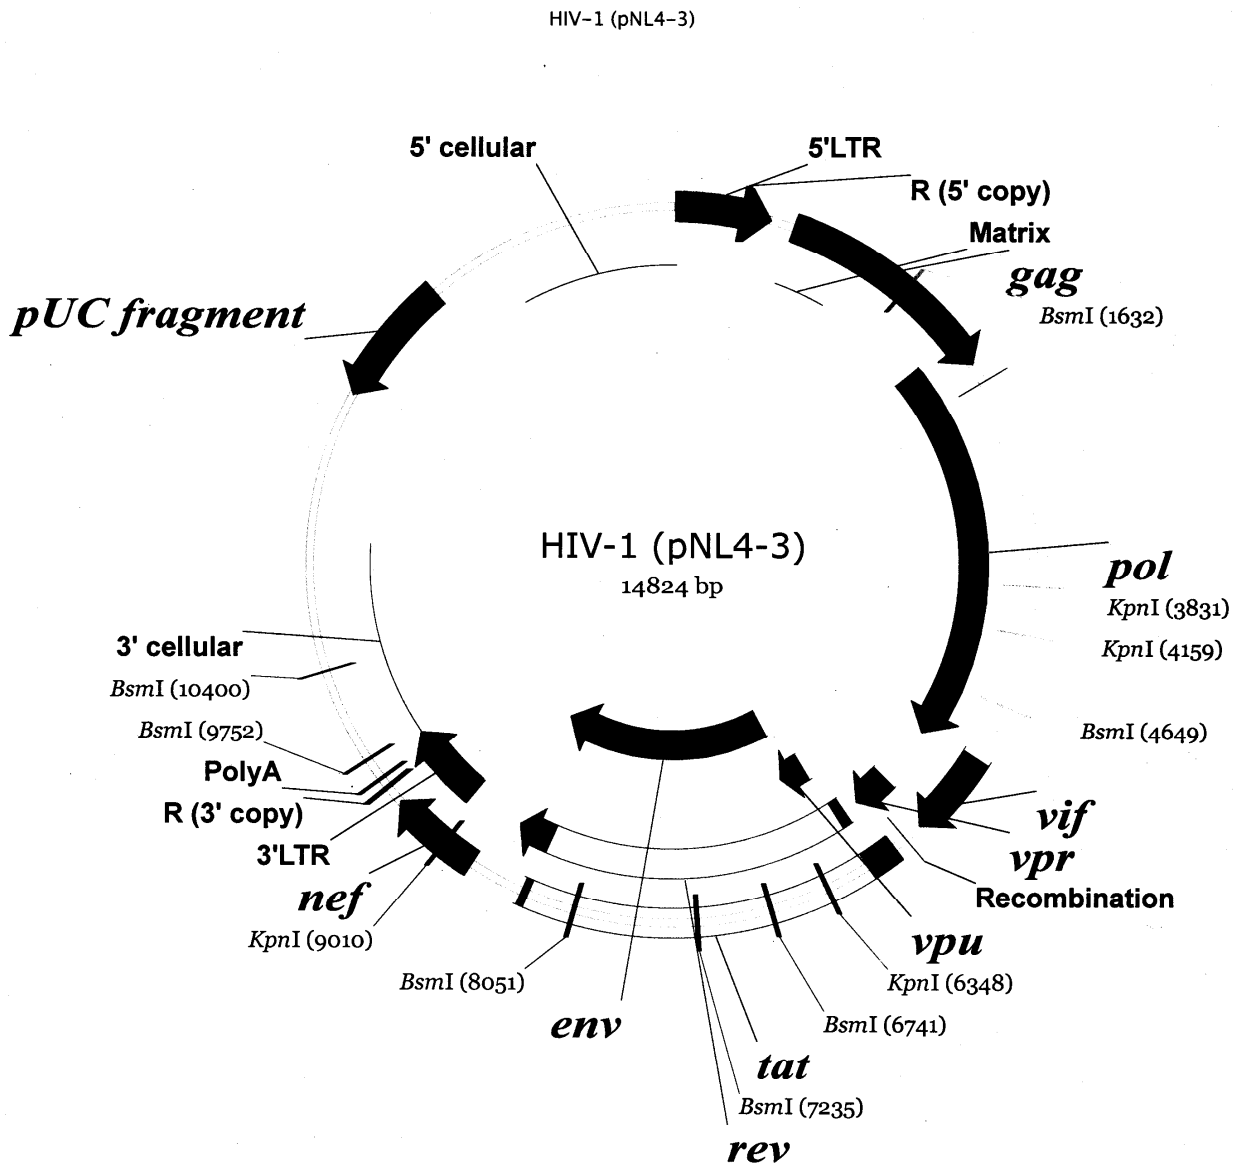 HIV-1 (pNL4-3)
5' cellular
5'LTR
R (5' copy)
Matrix
gag
BsmI (1632)
pUC fragment
HIV-1 (pNL4-3)
14824 bp
pol
KpnI (3831)
KpnI (4159)
BsmI (4649)
3' cellular
BsmI (10400)
BsmI (9752)
PolyA
R (3' copy)
3'LTR
nef
KpnI (9010)
BsmI (8051)
env
vif
vpr
Recombination
vpu
KpnI (6348)
BsmI (6741)
tat
BsmI (7235)
rev